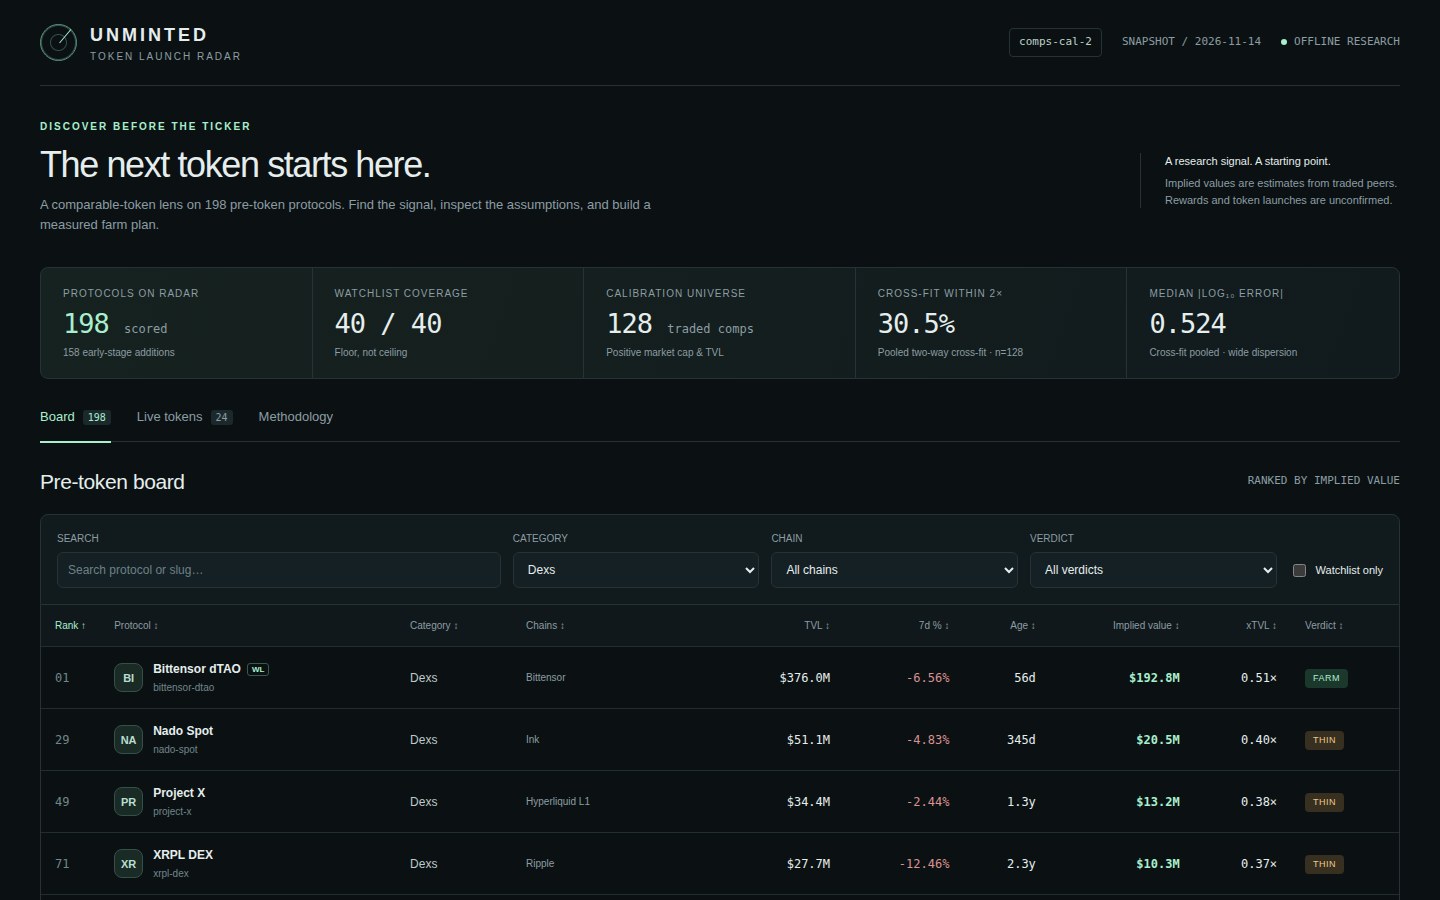 UNMINTED
TOKEN LAUNCH RADAR
comps-cal-2
SNAPSHOT / 2026-11-14
OFFLINE RESEARCH
DISCOVER BEFORE THE TICKER
The next token starts here.
A comparable-token lens on 198 pre-token protocols. Find the signal, inspect the assumptions, and build a
measured farm plan.
A research signal. A starting point.
Implied values are estimates from traded peers.
Rewards and token launches are unconfirmed.
PROTOCOLS ON RADAR
198 scored
158 early-stage additions
WATCHLIST COVERAGE
40 / 40
Floor, not ceiling
CALIBRATION UNIVERSE
128 traded comps
Positive market cap & TVL
CROSS-FIT WITHIN 2×
30.5%
Pooled two-way cross-fit · n=128
MEDIAN |LOG₁₀ ERROR|
0.524
Cross-fit pooled · wide dispersion
Board 198 Live tokens 24 Methodology
Pre-token board
RANKED BY IMPLIED VALUE
SEARCH CATEGORY CHAIN VERDICT
Search protocol or slug… Dexs All chains All verdicts Watchlist only
Rank ↑ Protocol ↕ Category ↕ Chains ↕ TVL ↕ 7d % ↕ Age ↕ Implied value ↕ xTVL ↕ Verdict ↕
01 BI Bittensor dTAO WL Dexs Bittensor $376.0M -6.56% 56d $192.8M 0.51× FARM
bittensor-dtao
29 NA Nado Spot Dexs Ink $51.1M -4.83% 345d $20.5M 0.40× THIN
nado-spot
49 PR Project X Dexs Hyperliquid L1 $34.4M -2.44% 1.3y $13.2M 0.38× THIN
project-x
71 XR XRPL DEX Dexs Ripple $27.7M -12.46% 2.3y $10.3M 0.37× THIN
xrpl-dex